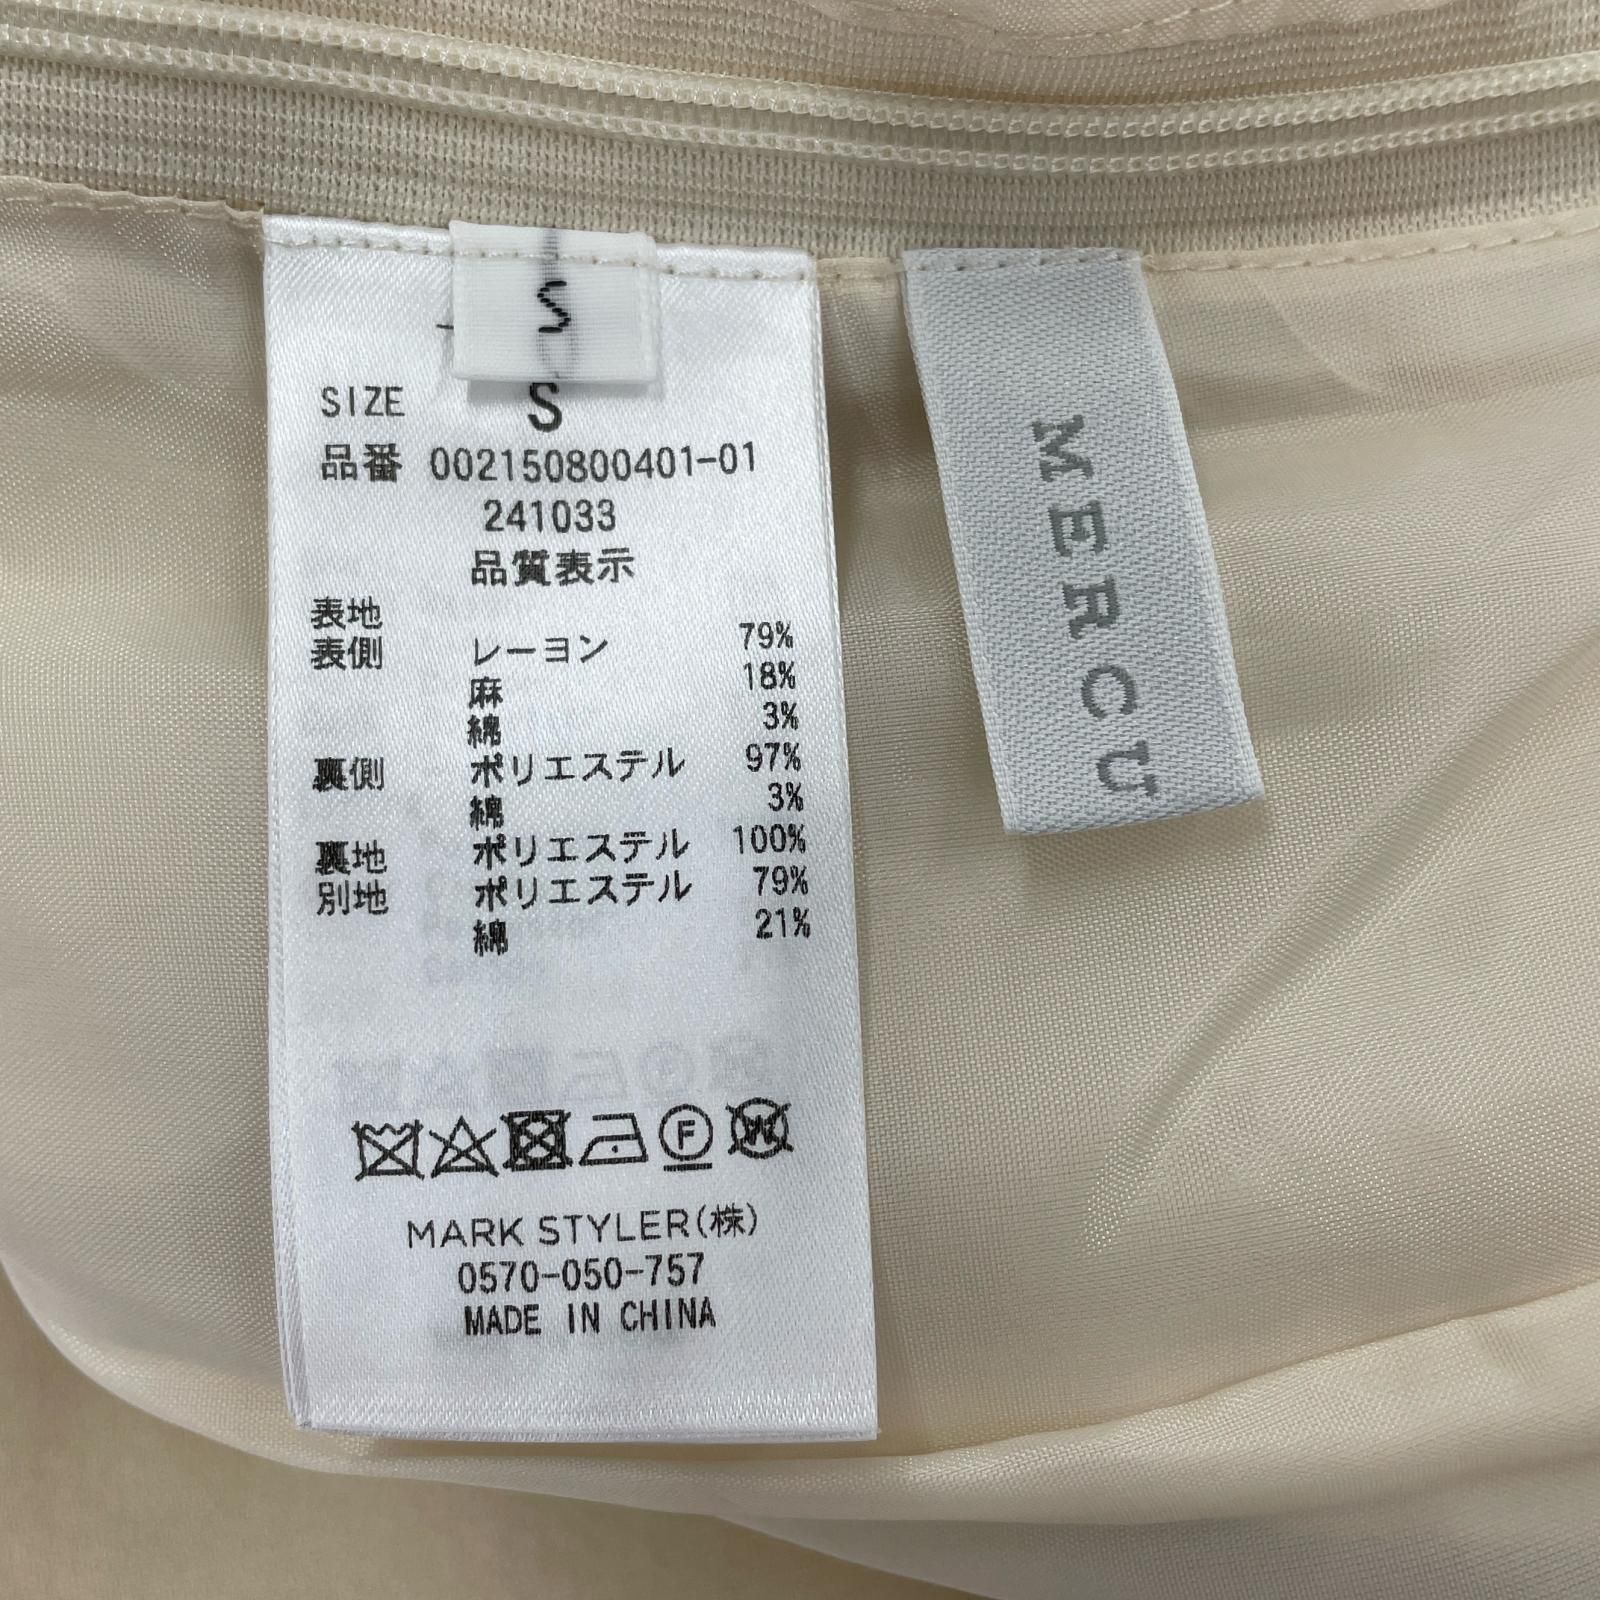 S
SIZE S
品番 002150800401-01
241033
品質表示
表地
表側 レーヨン 79%
麻 18%
綿 3%
裏側 ポリエステル 97%
綿 3%
裏地 ポリエステル 100%
別地 ポリエステル 79%
綿 21%
F W
MARK STYLER(株)
0570-050-757
MADE IN CHINA
MERCU